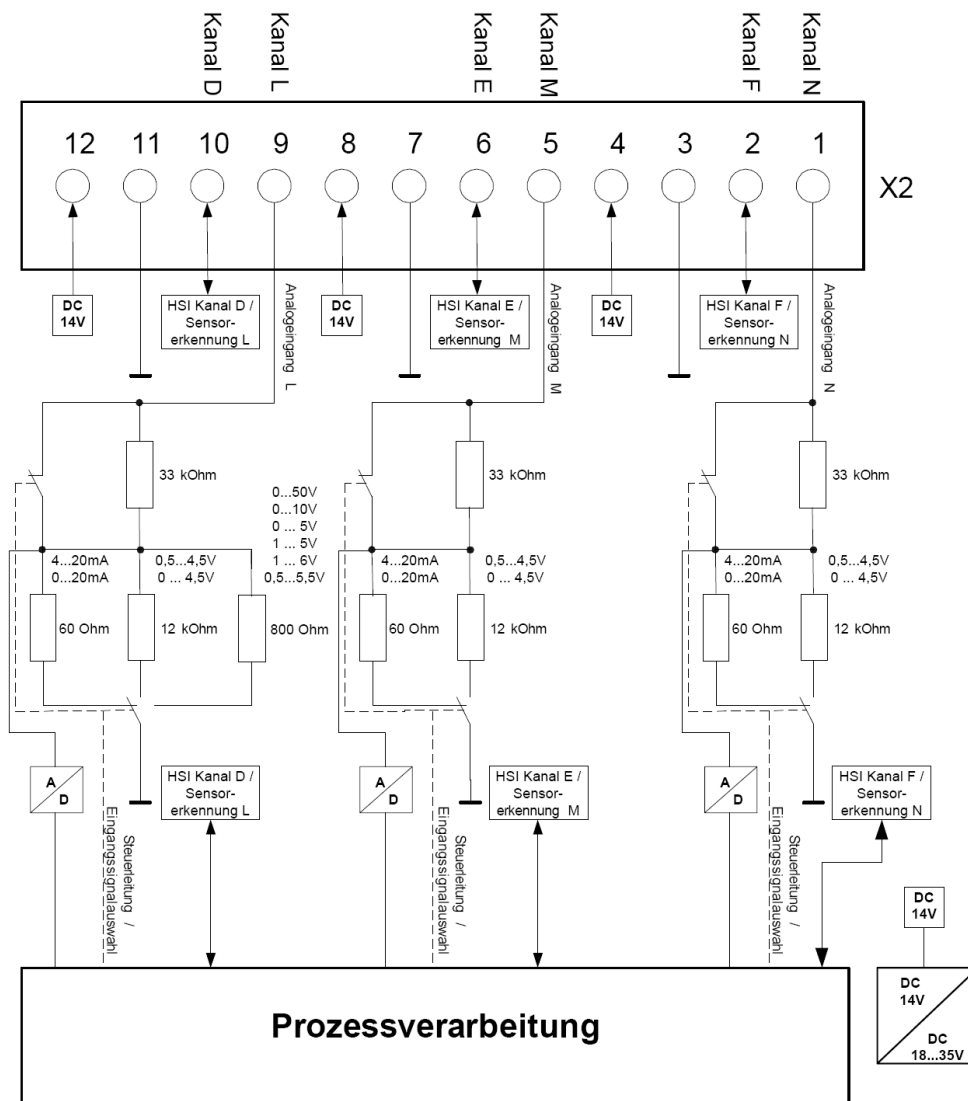 Kanal D
Kanal L
Kanal E
Kanal M
Kanal F
Kanal N
12 11 10 9 8 7 6 5 4 3 2 1
X2
DC
14V
HSI Kanal D /
Sensor-
erkennung L
Analogeingang L
DC
14V
HSI Kanal E /
Sensor-
erkennung M
Analogeingang M
DC
14V
HSI Kanal F /
Sensor-
erkennung N
Analogeingang N
33 kOhm
0...50V
0...10V
0 ... 5V
1 ... 5V
1 ... 6V
0,5...5,5V
4...20mA
0...20mA
0,5...4,5V
0 ... 4,5V
60 Ohm
12 kOhm
800 Ohm
33 kOhm
4...20mA
0...20mA
0,5...4,5V
0 ... 4,5V
60 Ohm
12 kOhm
33 kOhm
4...20mA
0...20mA
0,5...4,5V
0 ... 4,5V
60 Ohm
12 kOhm
A
D
Steuerleitung /
Eingangssignalauswahl
HSI Kanal D /
Sensor-
erkennung L
A
D
Steuerleitung /
Eingangssignalauswahl
HSI Kanal E /
Sensor-
erkennung M
A
D
Steuerleitung /
Eingangssignalauswahl
HSI Kanal F /
Sensor-
erkennung N
DC
14V
DC
14V
DC
18...35V
Prozessverarbeitung